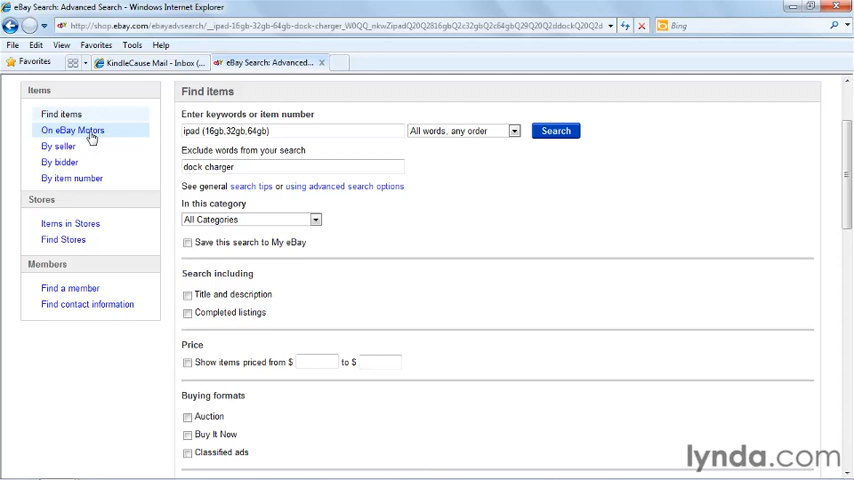 eBay Search: Advanced Search - Windows Internet Explorer
http://shop.ebay.com/ebayadvsearch/__ipad-16gb-32gb-64gb-dock-charger_W0QQ_nkwZipadQ20Q2816gbQ2c32gbQ2c64gbQ29Q20Q2ddockQ20Q2d
Bing
File Edit View Favorites Tools Help
Favorites
KindleCause Mail - Inbox (...
eBay Search: Advanced...
Items
Find items
On eBay Motors
By seller
By bidder
By item number
Stores
Items in Stores
Find Stores
Members
Find a member
Find contact information
Find items
Enter keywords or item number
ipad (16gb,32gb,64gb)
All words, any order
Search
Exclude words from your search
dock charger
See general search tips or using advanced search options
In this category
All Categories
Save this search to My eBay
Search including
Title and description
Completed listings
Price
Show items priced from $ to $
Buying formats
Auction
Buy It Now
Classified ads
lynda.com